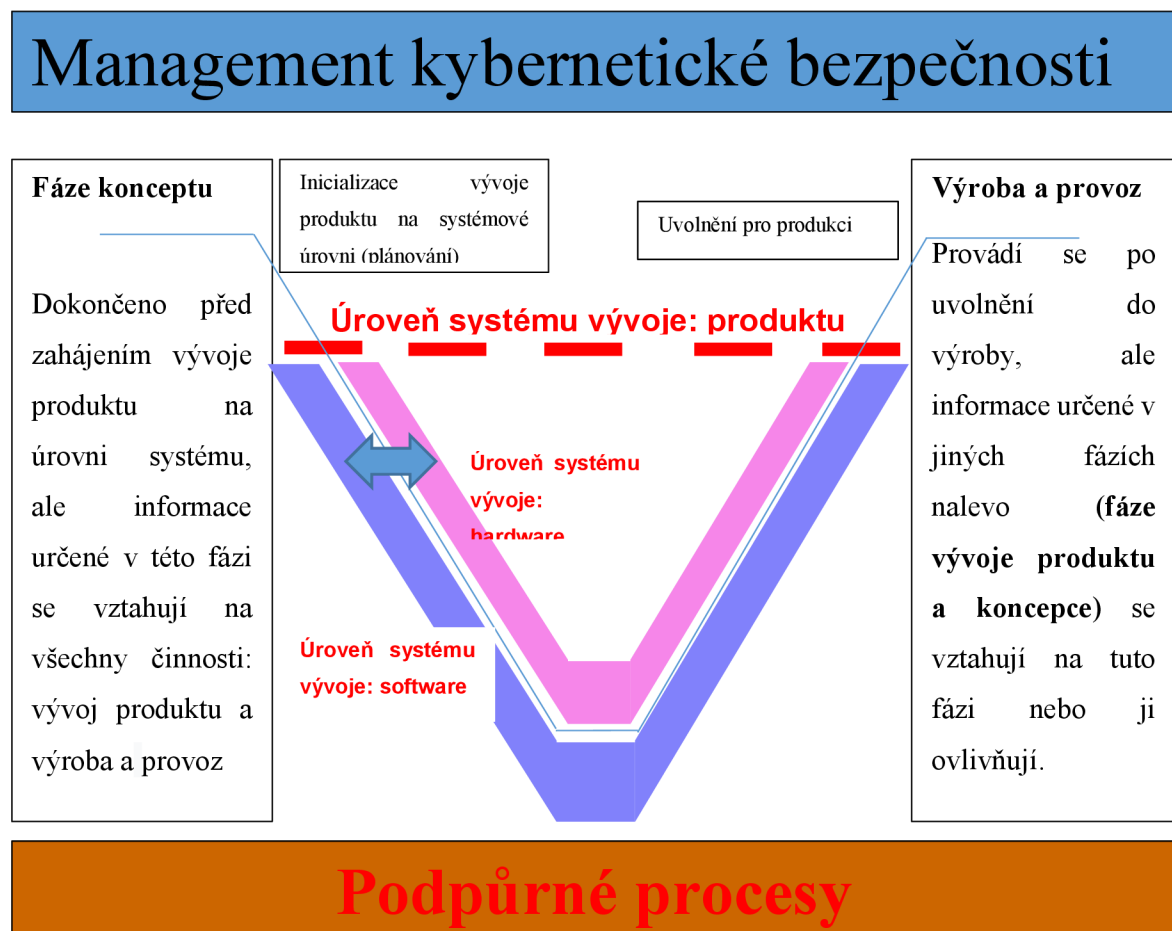 Management kybernetické bezpečnosti
Fáze konceptu
Dokončeno před
zahájením vývoje
produktu na
úrovni systému,
ale informace
určené v této fázi
se vztahují na
všechny činnosti:
vývoj produktu a
výroba a provoz
Inicializace vývoje
produktu na systémové
úrovni (plánování)
Uvolnění pro produkci
Úroveň systému vývoje: produktu
Úroveň systému
vývoje:
hardware
Úroveň systému
vývoje: software
Výroba a provoz
Provádí se po
uvolnění do
výroby, ale
informace určené v
jiných fázích
nalevo (fáze
vývoje produktu
a koncepce) se
vztahují na tuto
fázi nebo ji
ovlivňují.
Podpůrné procesy